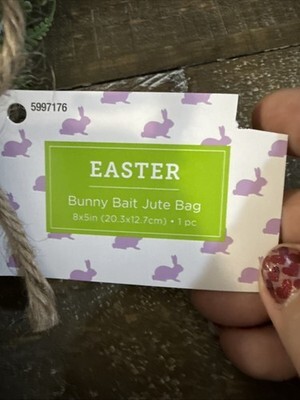 5997176
EASTER
Bunny Bait Jute Bag
8x5in (20.3x12.7cm) • 1 pc